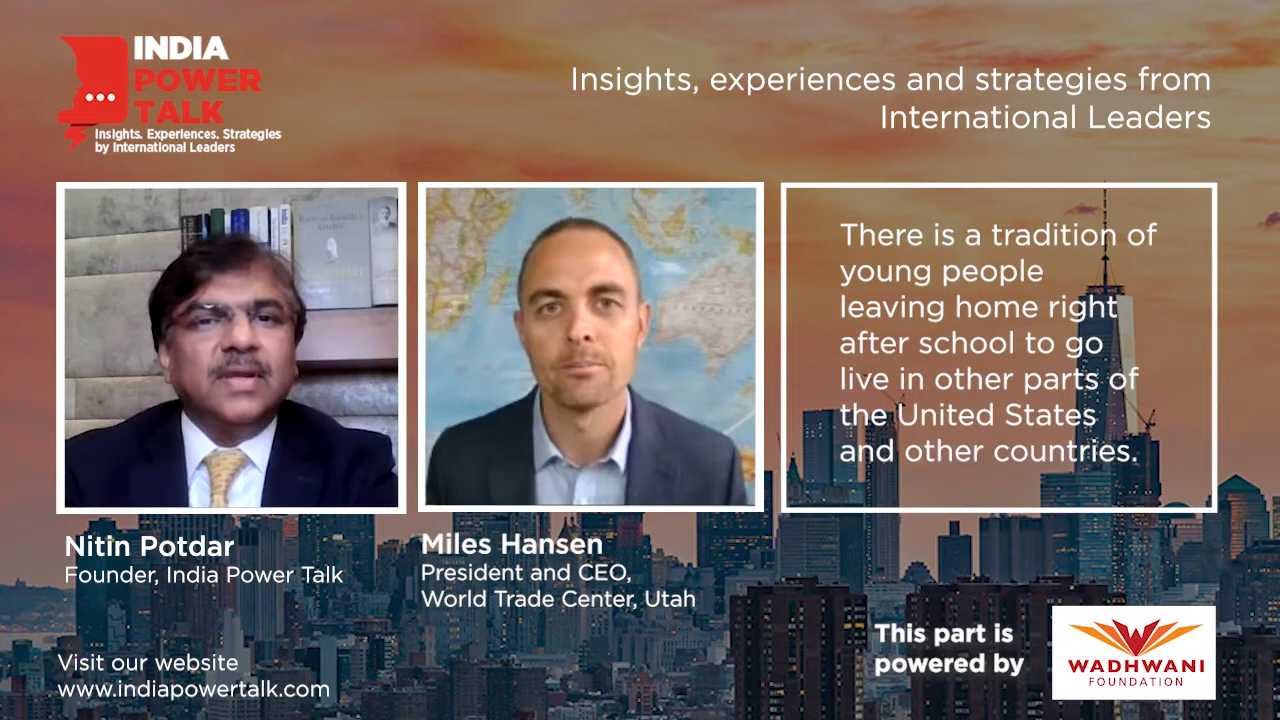 INDIA
POWER
TALK
Insights. Experiences. Strategies
by International Leaders
Insights, experiences and strategies from
International Leaders
There is a tradition of
young people
leaving home right
after school to go
live in other parts of
the United States
and other countries.
Nitin Potdar
Founder, India Power Talk
Miles Hansen
President and CEO,
World Trade Center, Utah
This part is
powered by
WADHWANI
FOUNDATION
Visit our website
www.indiapowertalk.com